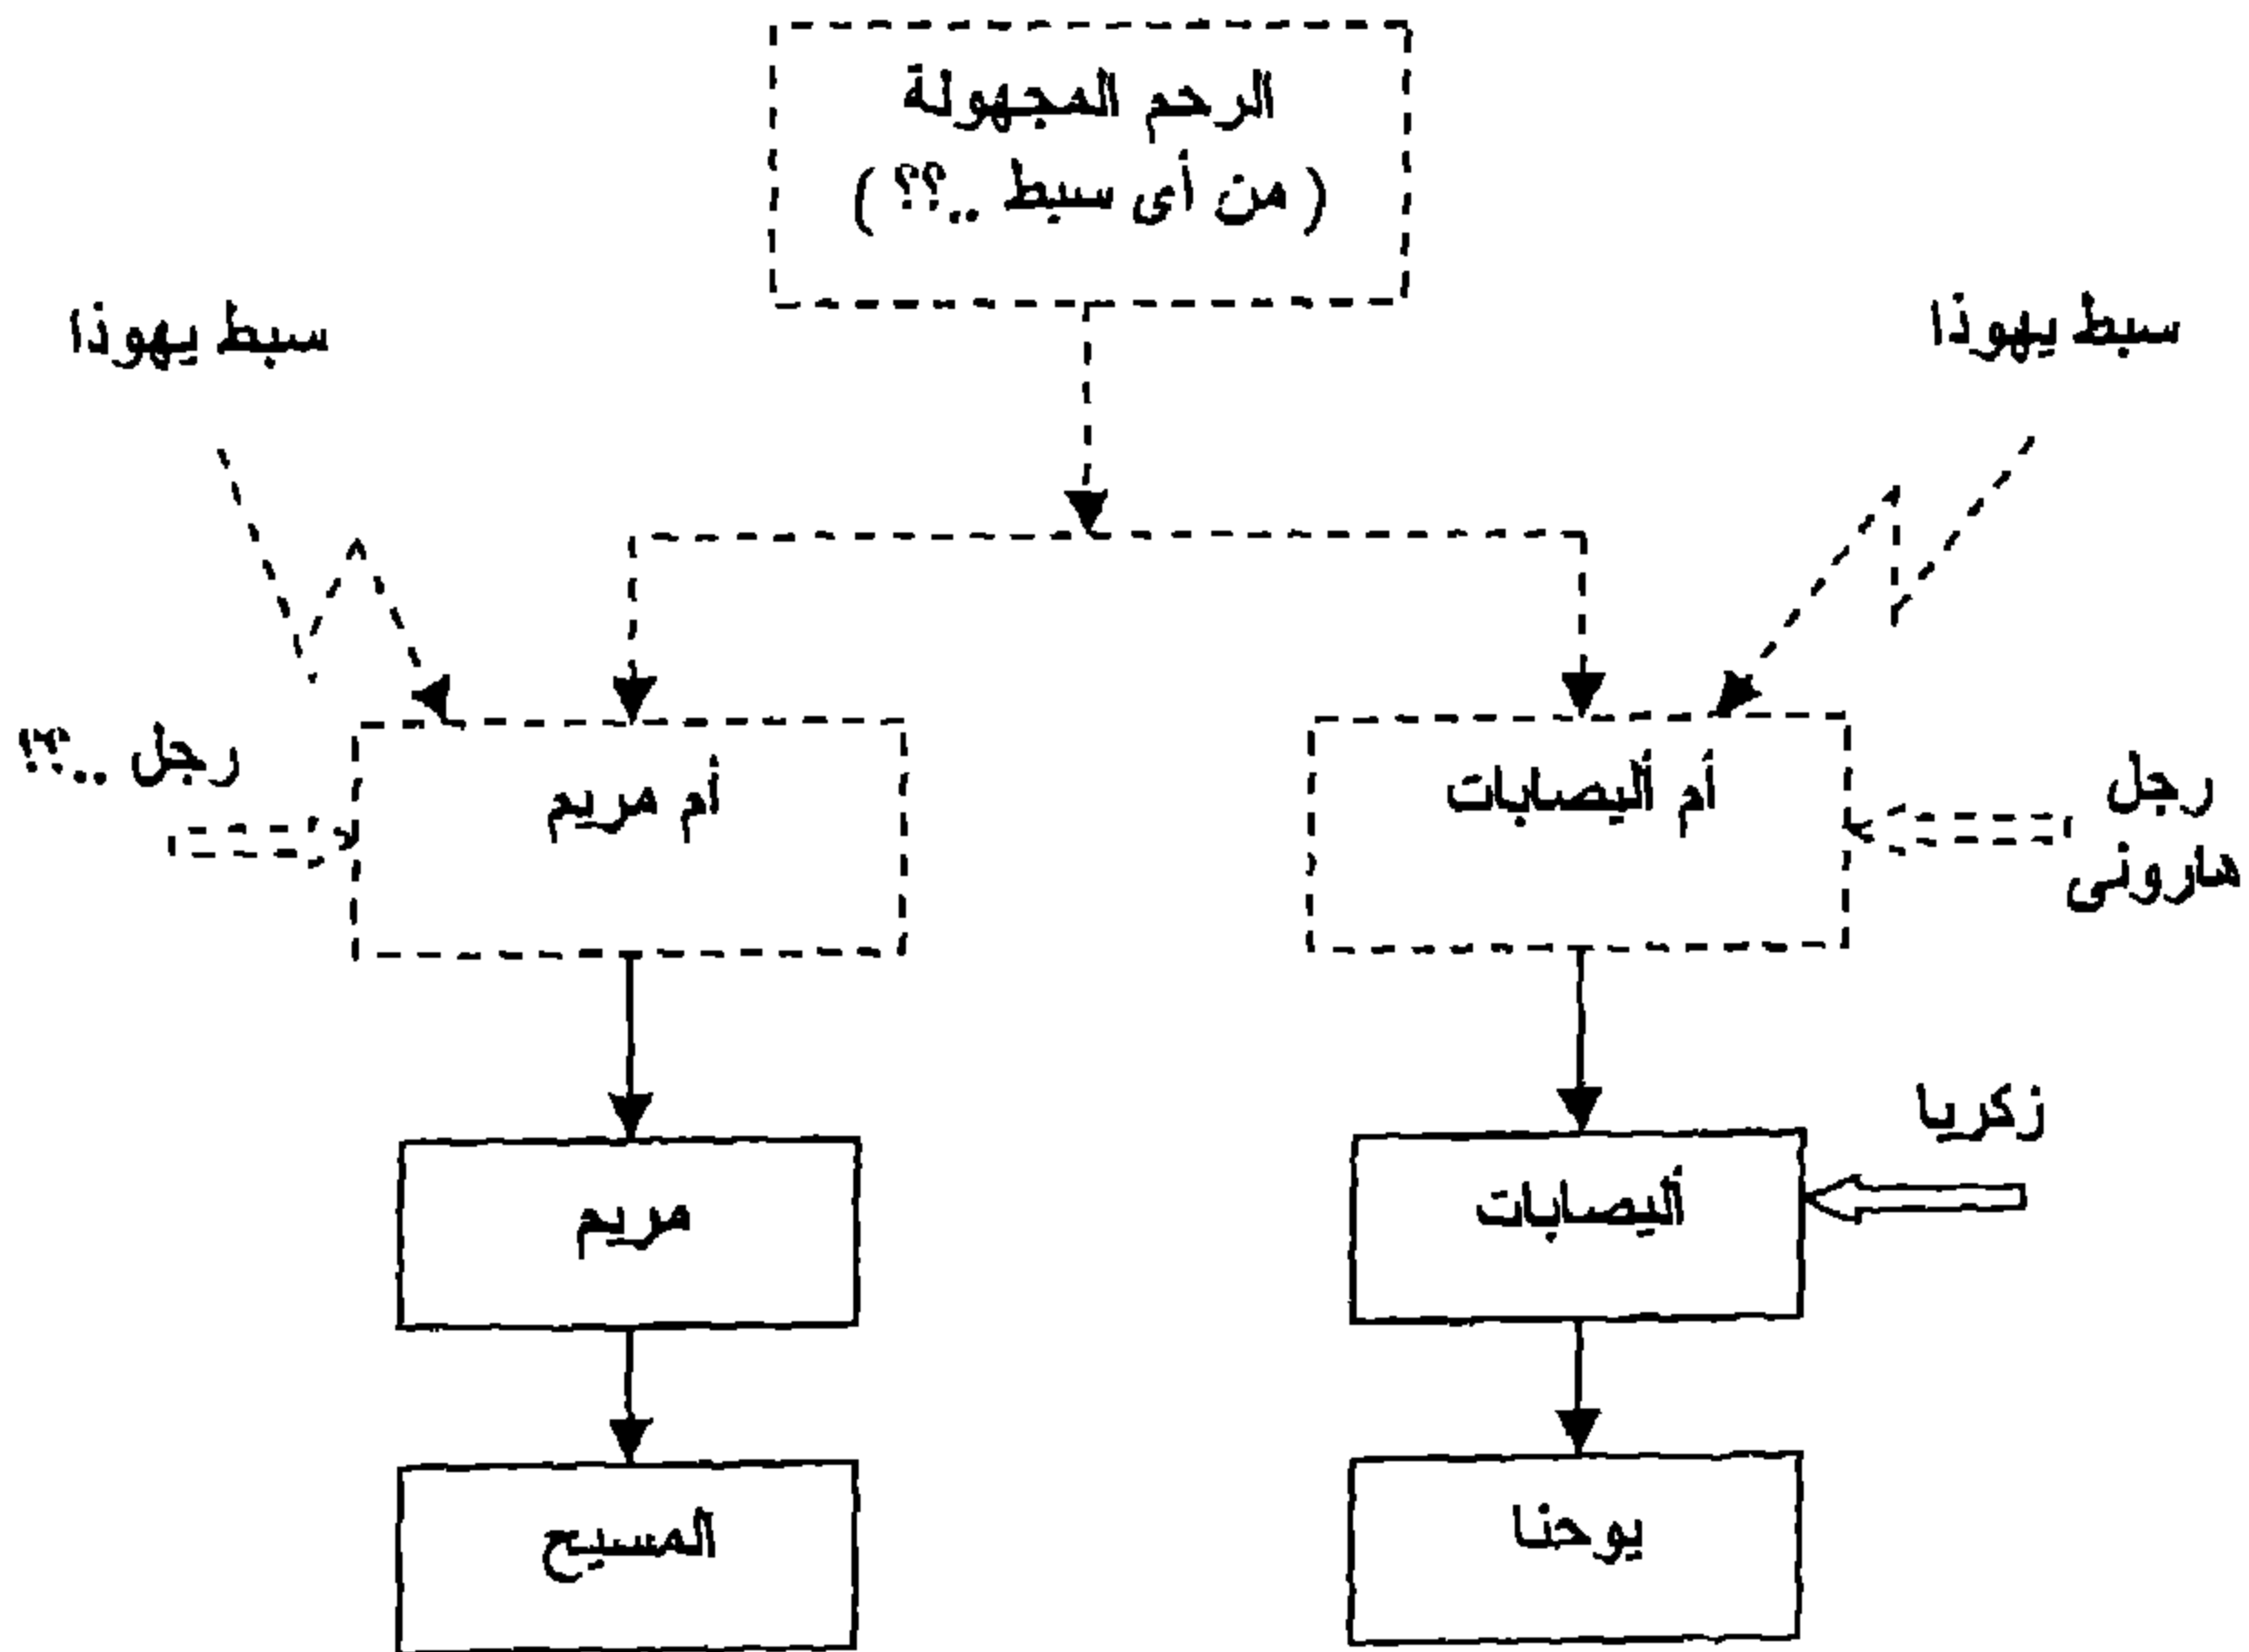 الرحم المجهولة
( من أى سبط ..؟؟ )
سبط يهوذا
سبط يهوذا
أم أليصابات
أم مريم
رجل
هارونى
رجل ..؟!
زكريا
أليصابات
مريم
يوحنا
المسيح